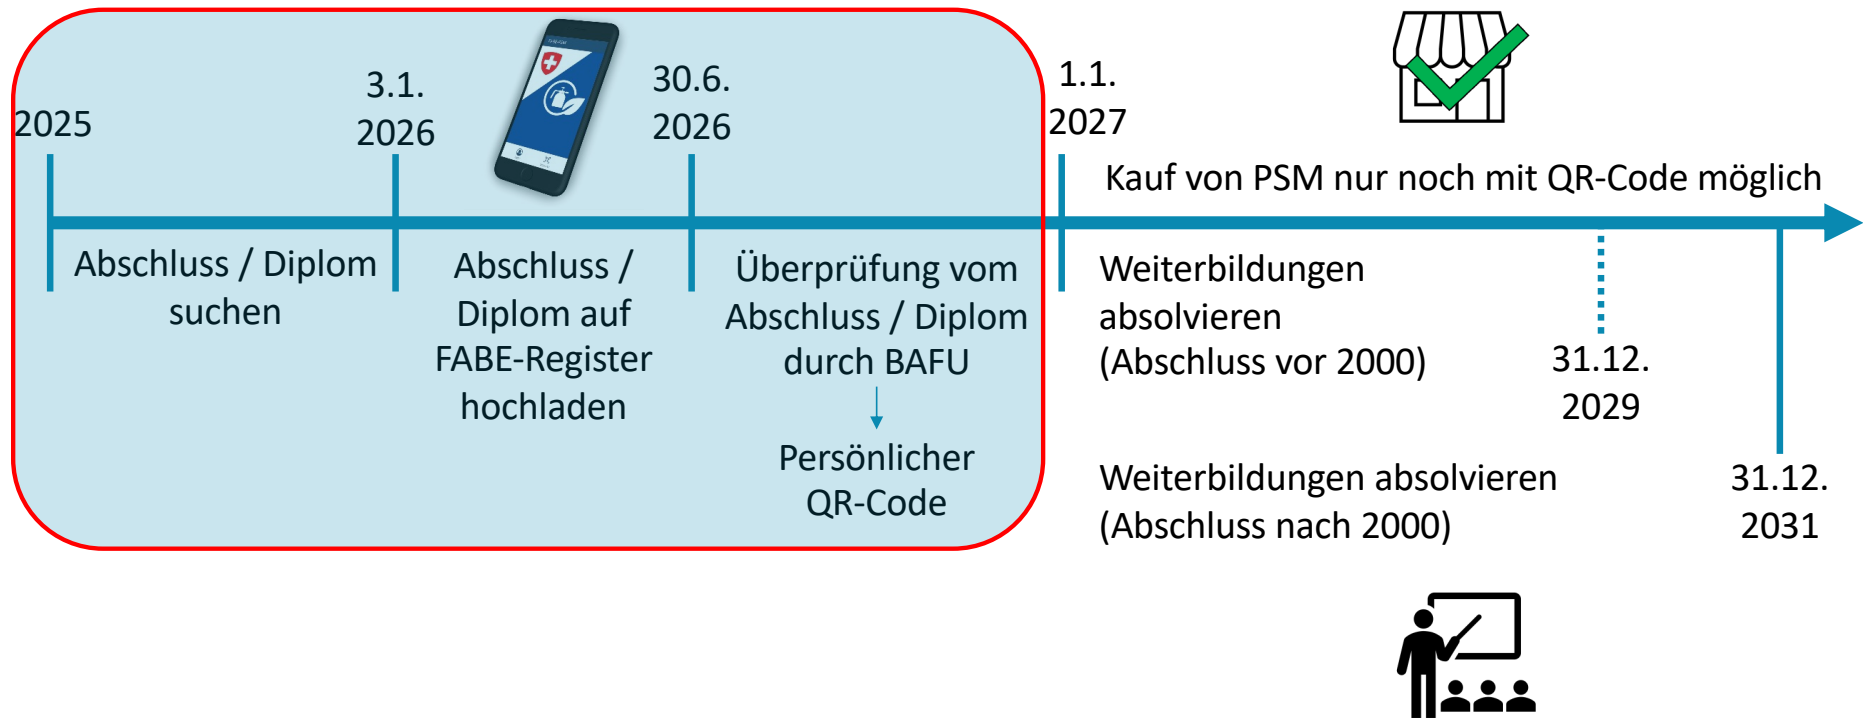 2025
3.1.
2026
30.6.
2026
1.1.
2027
Kauf von PSM nur noch mit QR-Code möglich
Abschluss / Diplom
suchen
Abschluss /
Diplom auf
FABE-Register
hochladen
Überprüfung vom
Abschluss / Diplom
durch BAFU
Persönlicher
QR-Code
Weiterbildungen
absolvieren
(Abschluss vor 2000)
31.12.
2029
Weiterbildungen absolvieren
(Abschluss nach 2000)
31.12.
2031